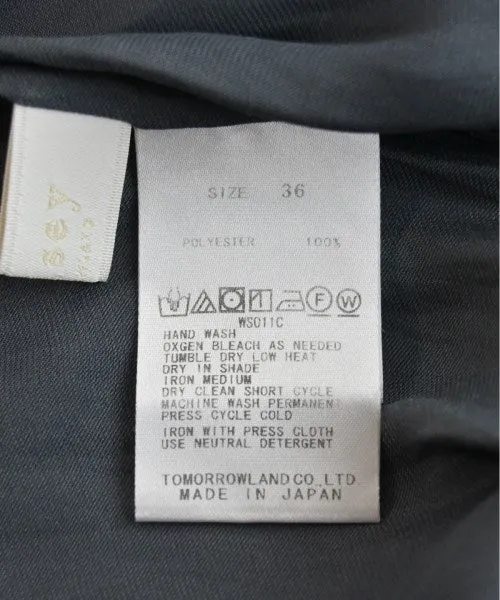 sey
SIZE 36
POLYESTER 100%
F W
WS011C
HAND WASH
OXGEN BLEACH AS NEEDED
TUMBLE DRY LOW HEAT
DRY IN SHADE
IRON MEDIUM
DRY CLEAN SHORT CYCLE
MACHINE WASH PERMANENT
PRESS CYCLE COLD
IRON WITH PRESS CLOTH
USE NEUTRAL DETERGENT
TOMORROWLAND CO., LTD.
MADE IN JAPAN